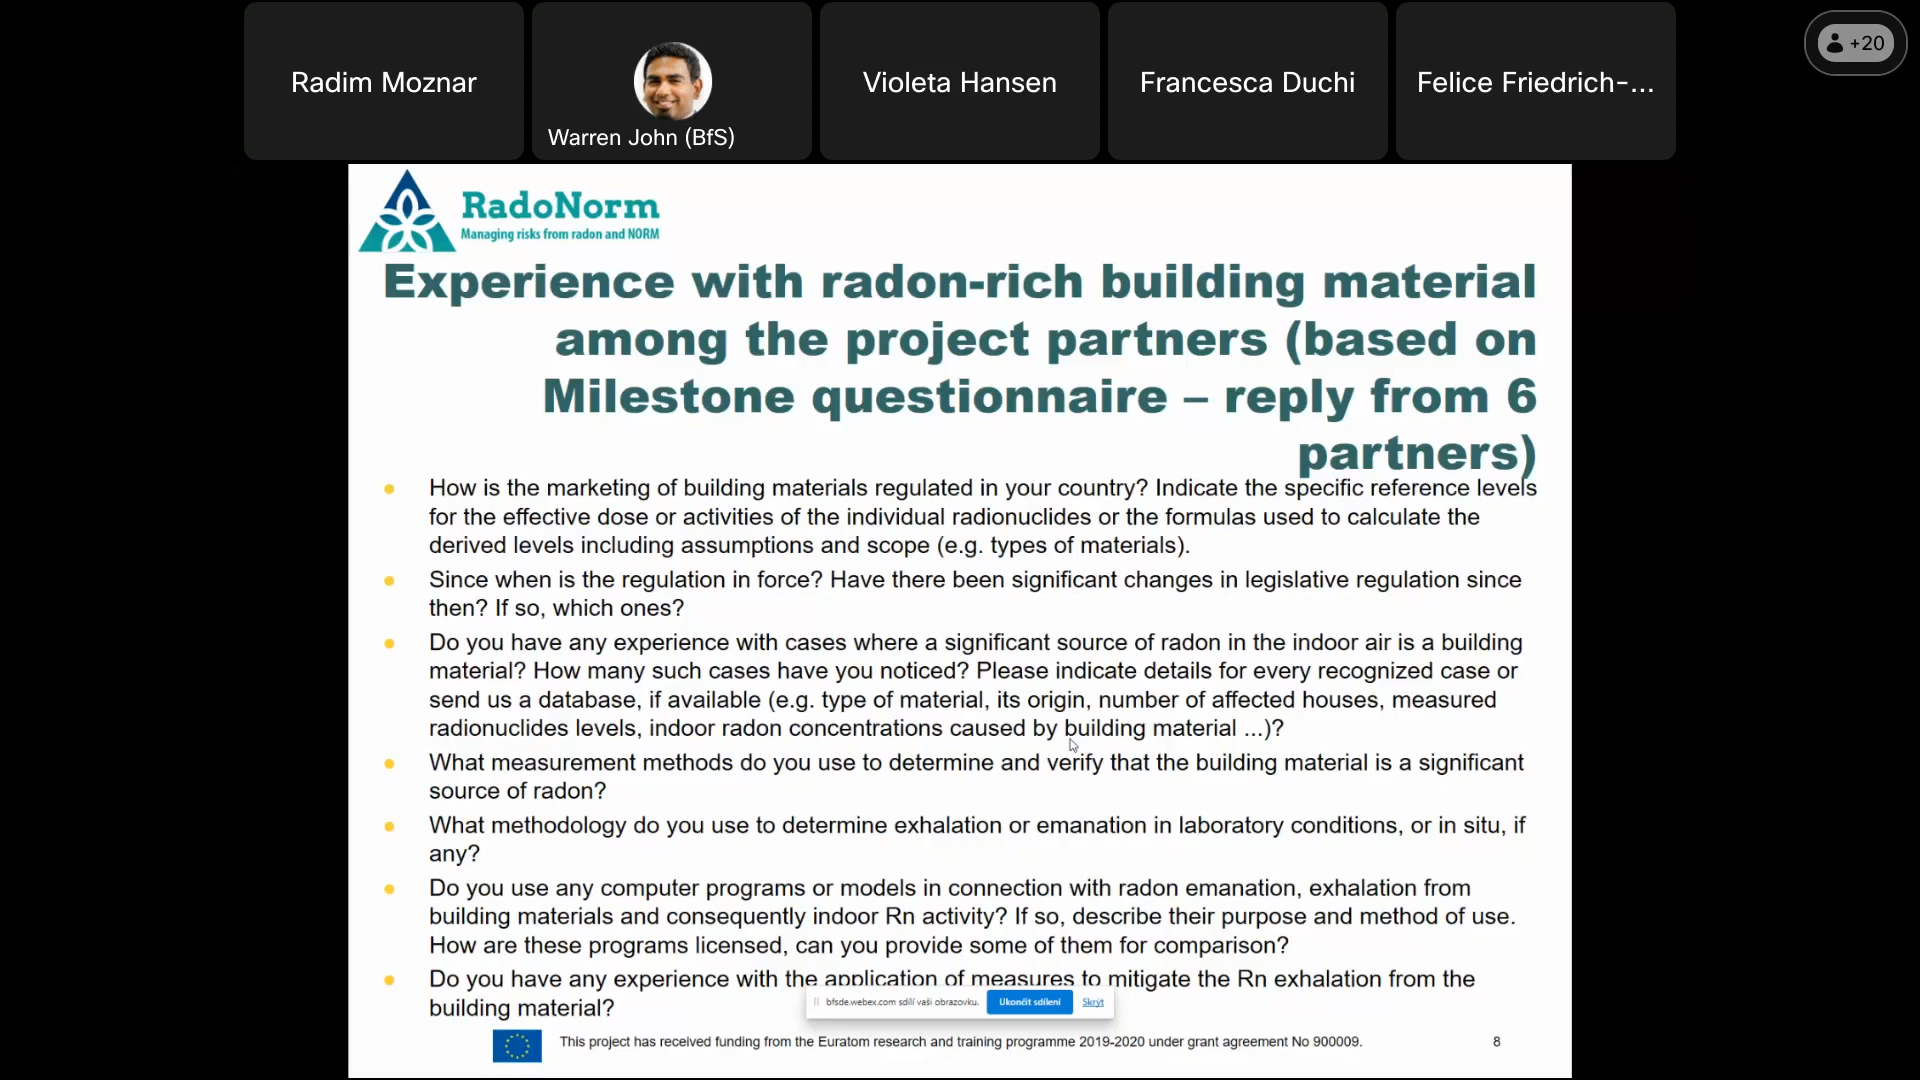 Radim Moznar
Warren John (BfS)
Violeta Hansen
Francesca Duchi
Felice Friedrich-...
+20
RadoNorm
Managing risks from radon and NORM
Experience with radon-rich building material
among the project partners (based on
Milestone questionnaire – reply from 6
partners)
How is the marketing of building materials regulated in your country? Indicate the specific reference levels
for the effective dose or activities of the individual radionuclides or the formulas used to calculate the
derived levels including assumptions and scope (e.g. types of materials).
Since when is the regulation in force? Have there been significant changes in legislative regulation since
then? If so, which ones?
Do you have any experience with cases where a significant source of radon in the indoor air is a building
material? How many such cases have you noticed? Please indicate details for every recognized case or
send us a database, if available (e.g. type of material, its origin, number of affected houses, measured
radionuclides levels, indoor radon concentrations caused by building material ...)?
What measurement methods do you use to determine and verify that the building material is a significant
source of radon?
What methodology do you use to determine exhalation or emanation in laboratory conditions, or in situ, if
any?
Do you use any computer programs or models in connection with radon emanation, exhalation from
building materials and consequently indoor Rn activity? If so, describe their purpose and method of use.
How are these programs licensed, can you provide some of them for comparison?
Do you have any experience with the application of measures to mitigate the Rn exhalation from the
building material?
bfsde.webex.com sdílí vaši obrazovku.
Ukončit sdílení
Skrýt
This project has received funding from the Euratom research and training programme 2019-2020 under grant agreement No 900009.
8